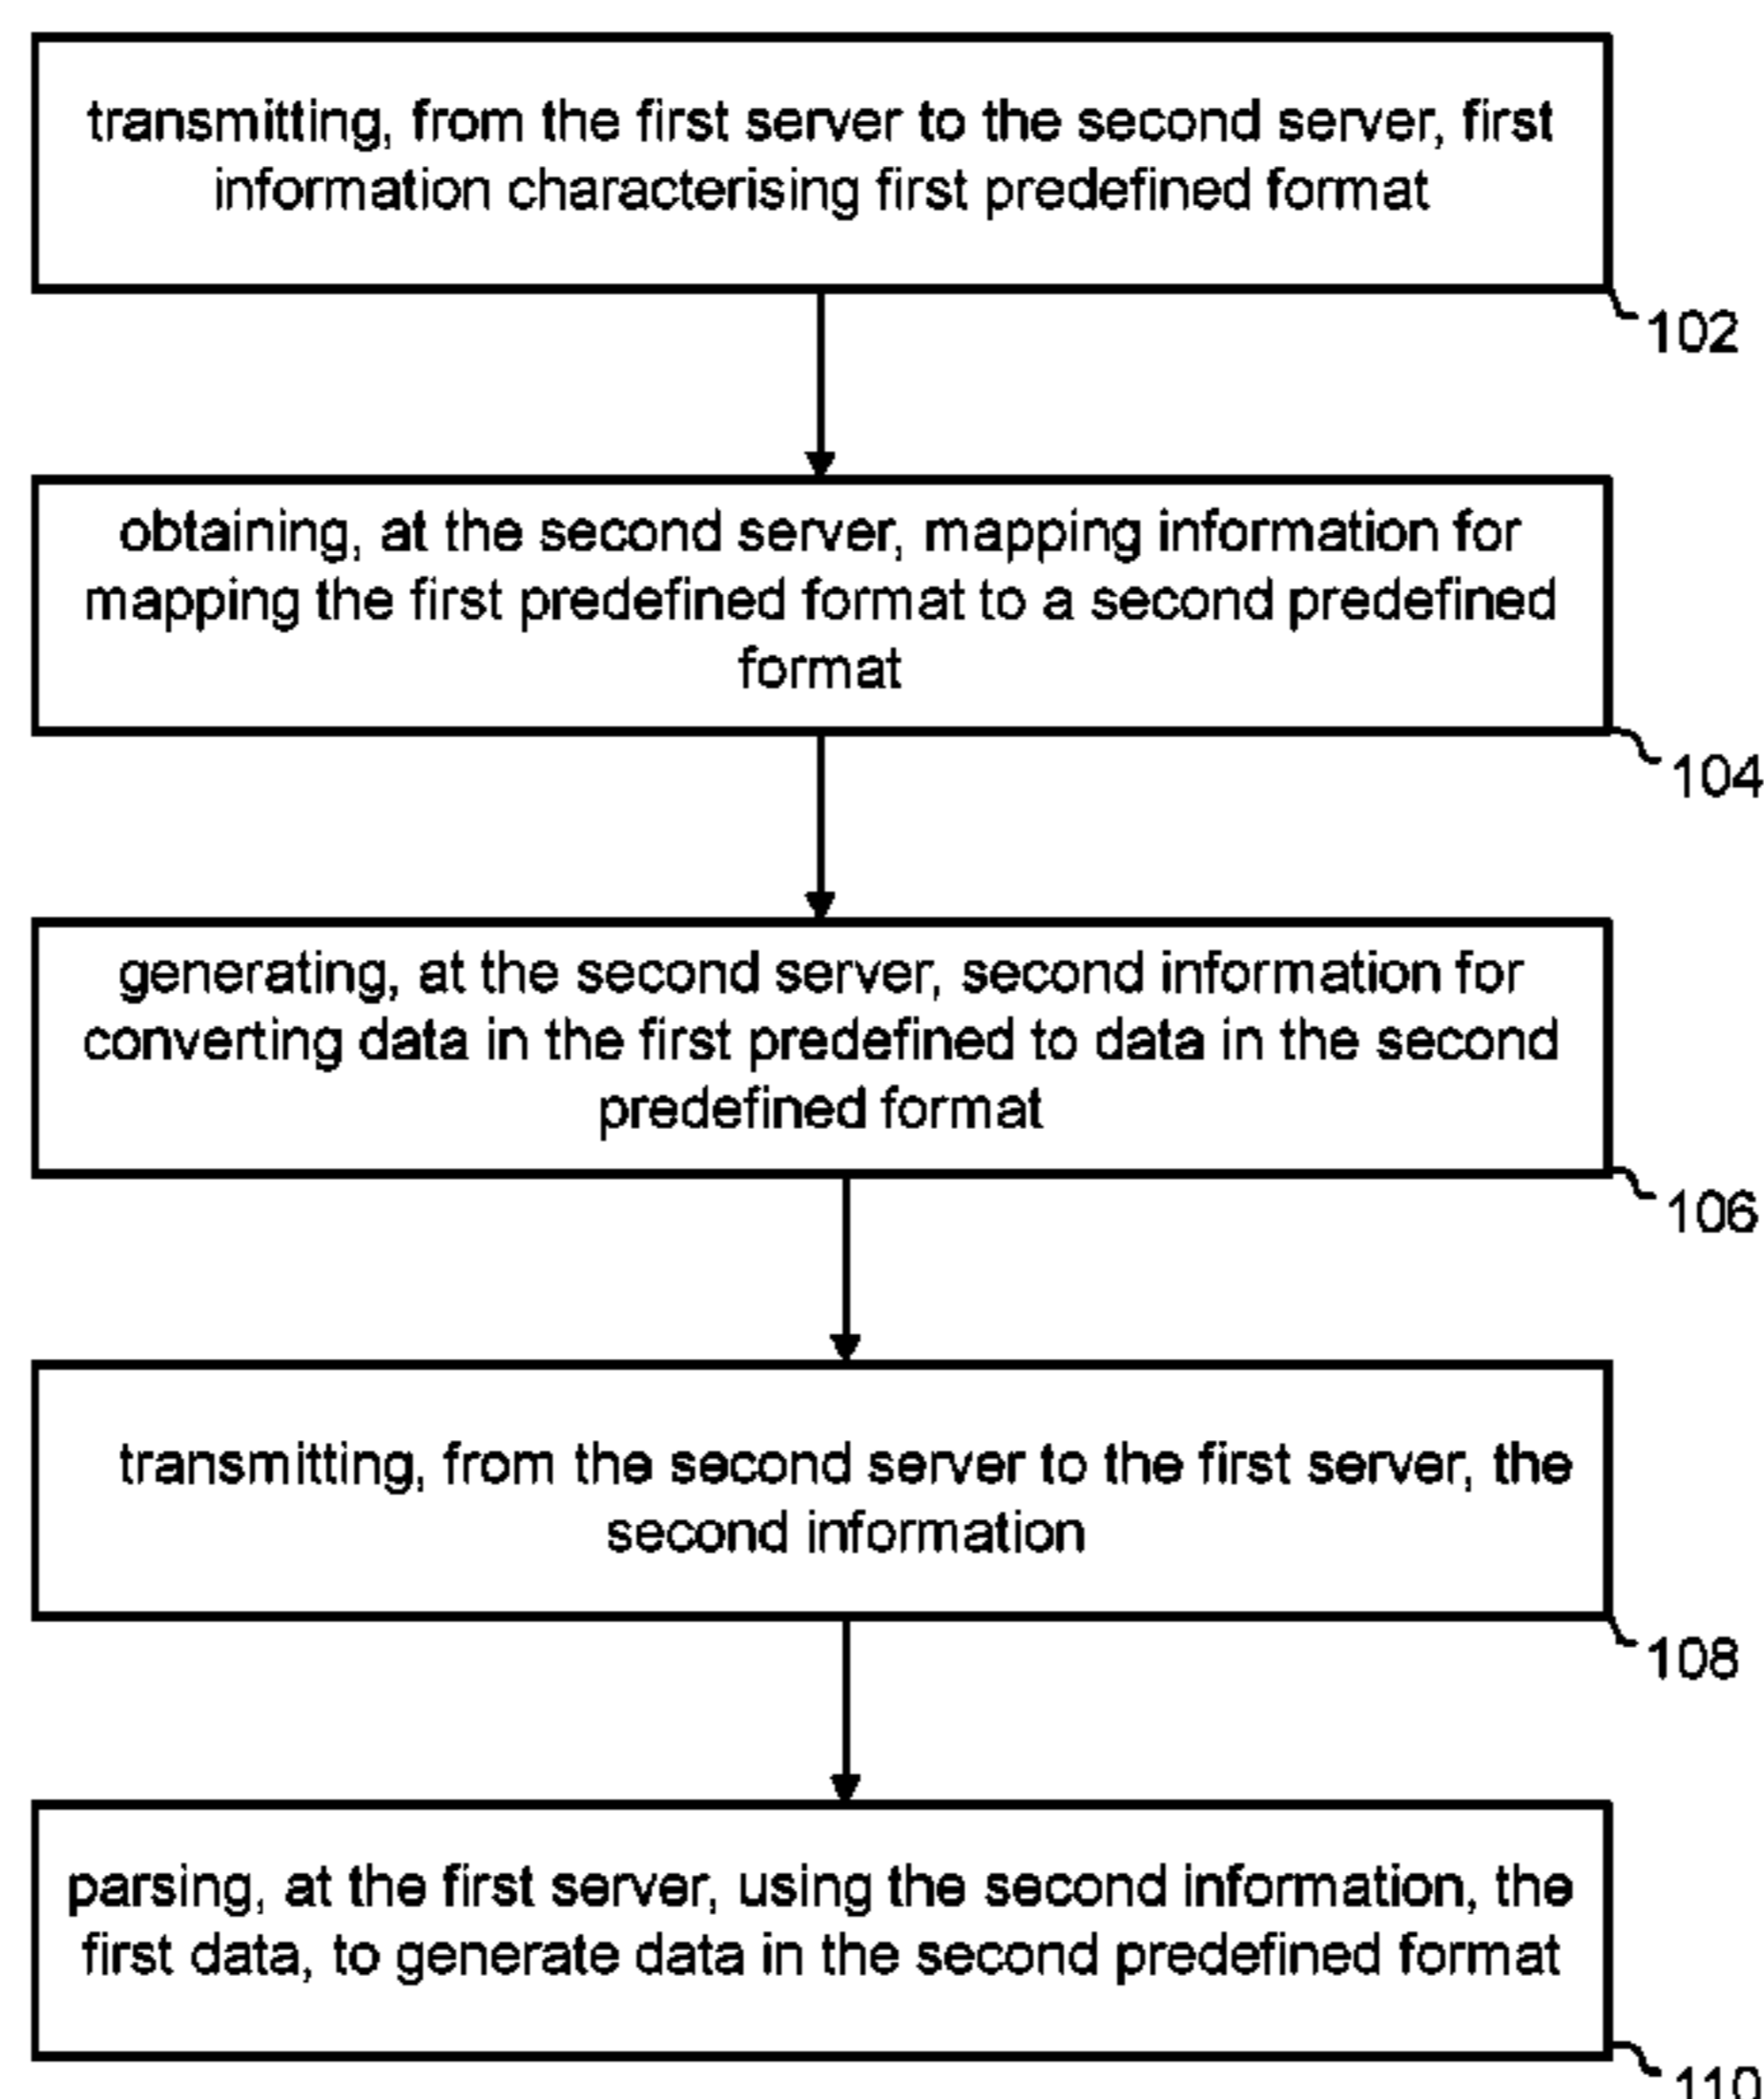 transmitting, from the first server to the second server, first
information characterising first predefined format
102
obtaining, at the second server, mapping information for
mapping the first predefined format to a second predefined
format
104
generating, at the second server, second information for
converting data in the first predefined to data in the second
predefined format
106
transmitting, from the second server to the first server, the
second information
108
parsing, at the first server, using the second information, the
first data, to generate data in the second predefined format
110